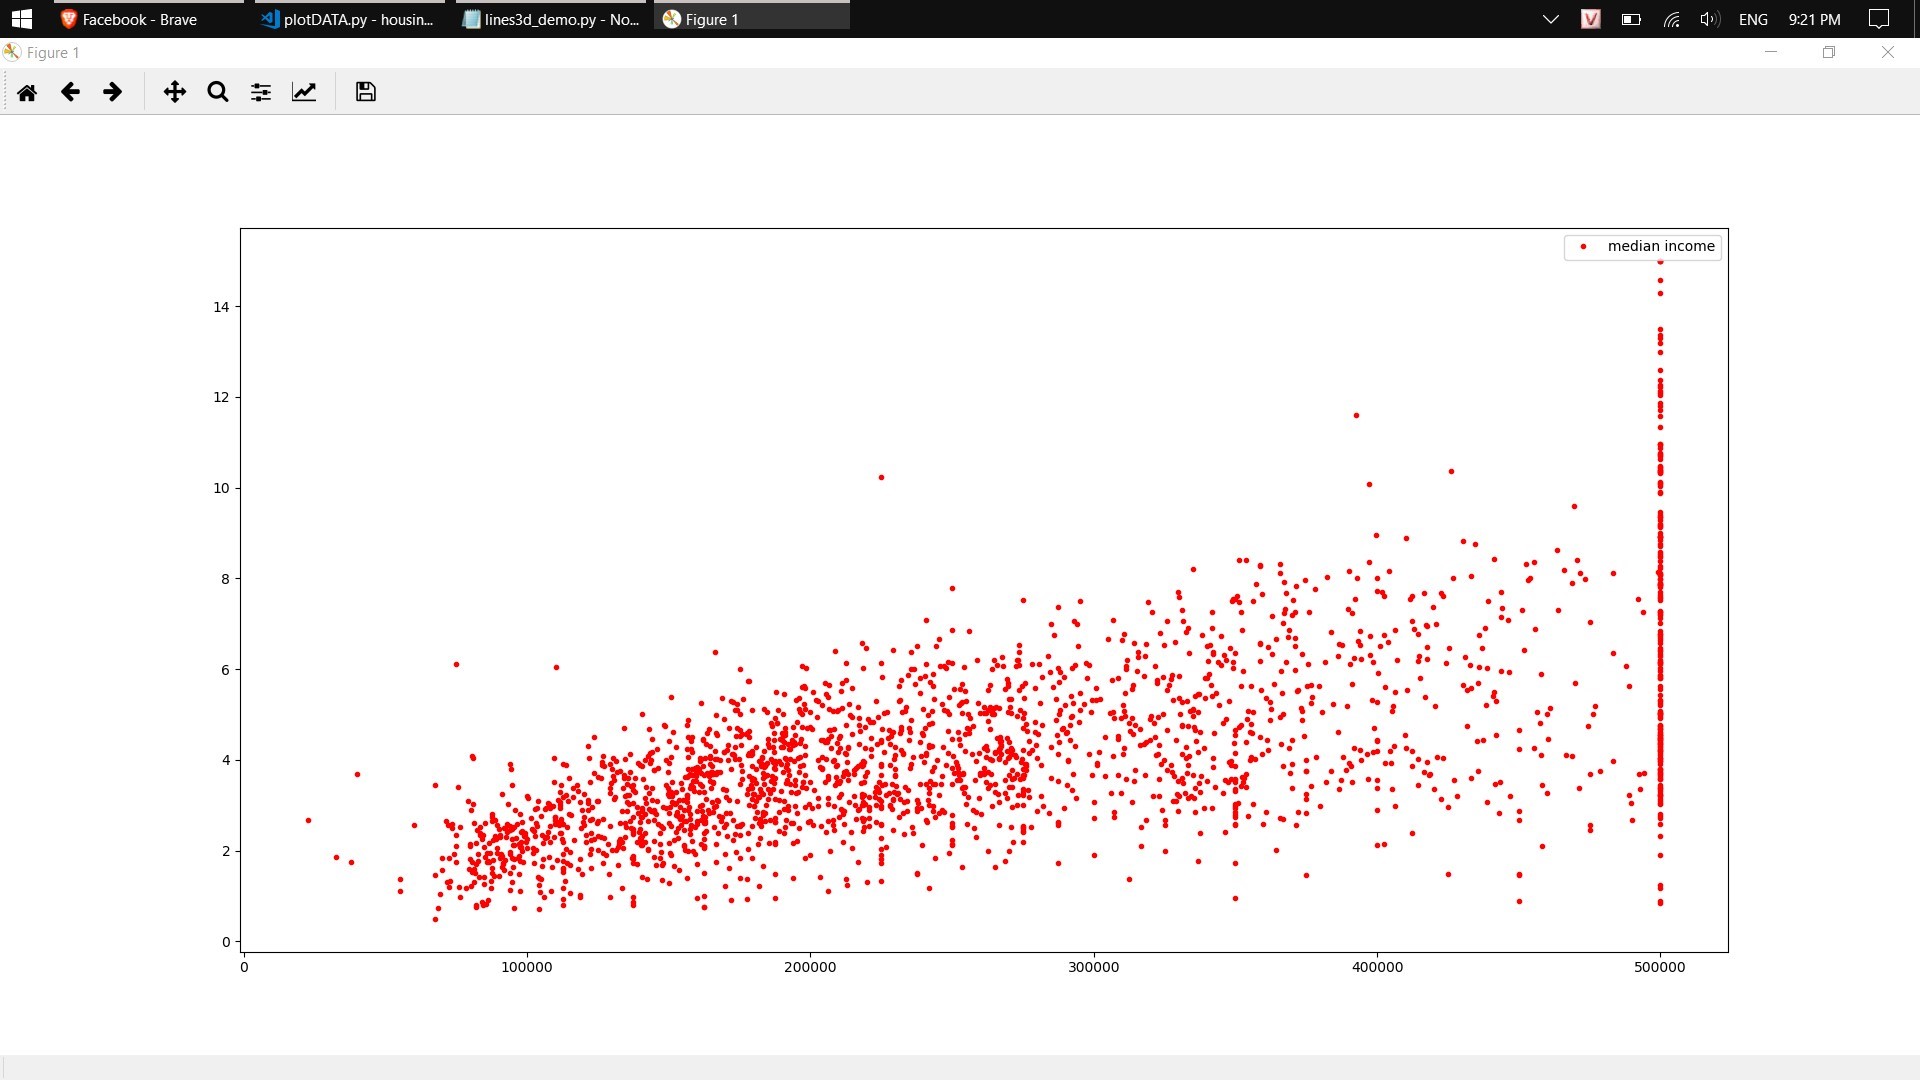 Facebook - Brave
plotDATA.py - housin...
lines3d_demo.py - No...
Figure 1
V
ENG
9:21 PM
Figure 1
median income
14
12
10
8
6
4
2
0
0 100000 200000 300000 400000 500000